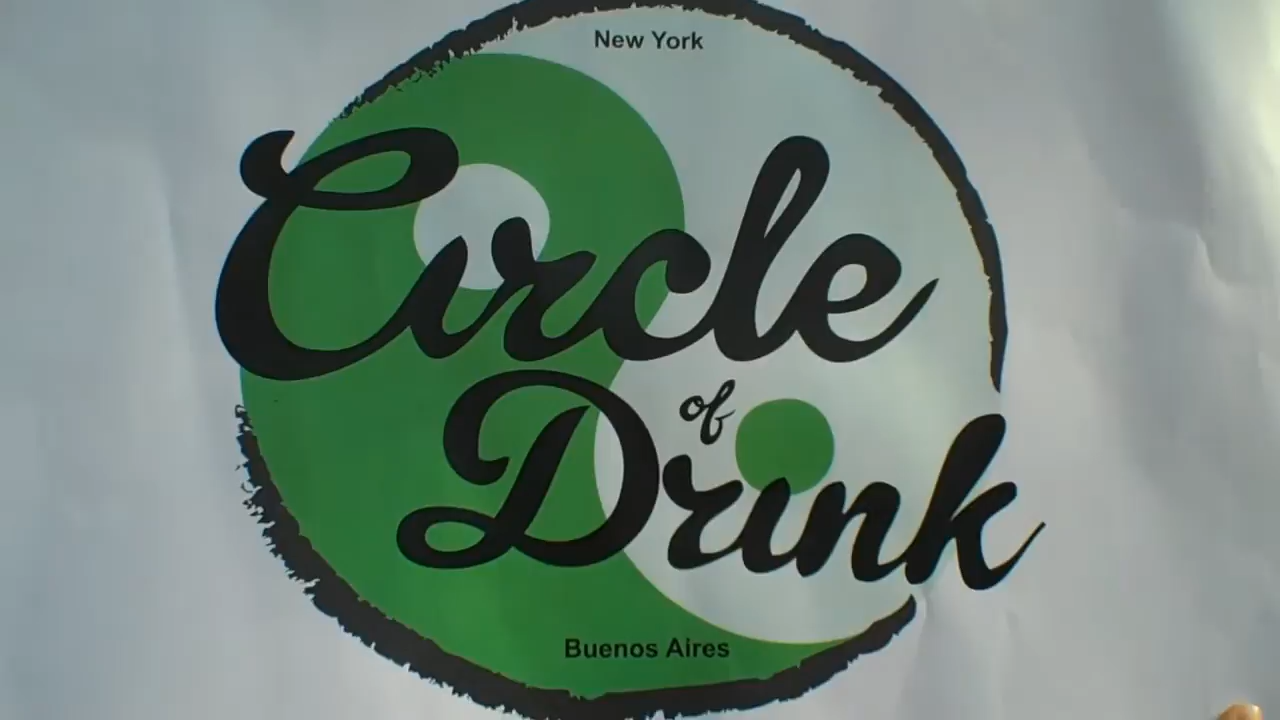 New York
Circle
of
Drink
Buenos Aires